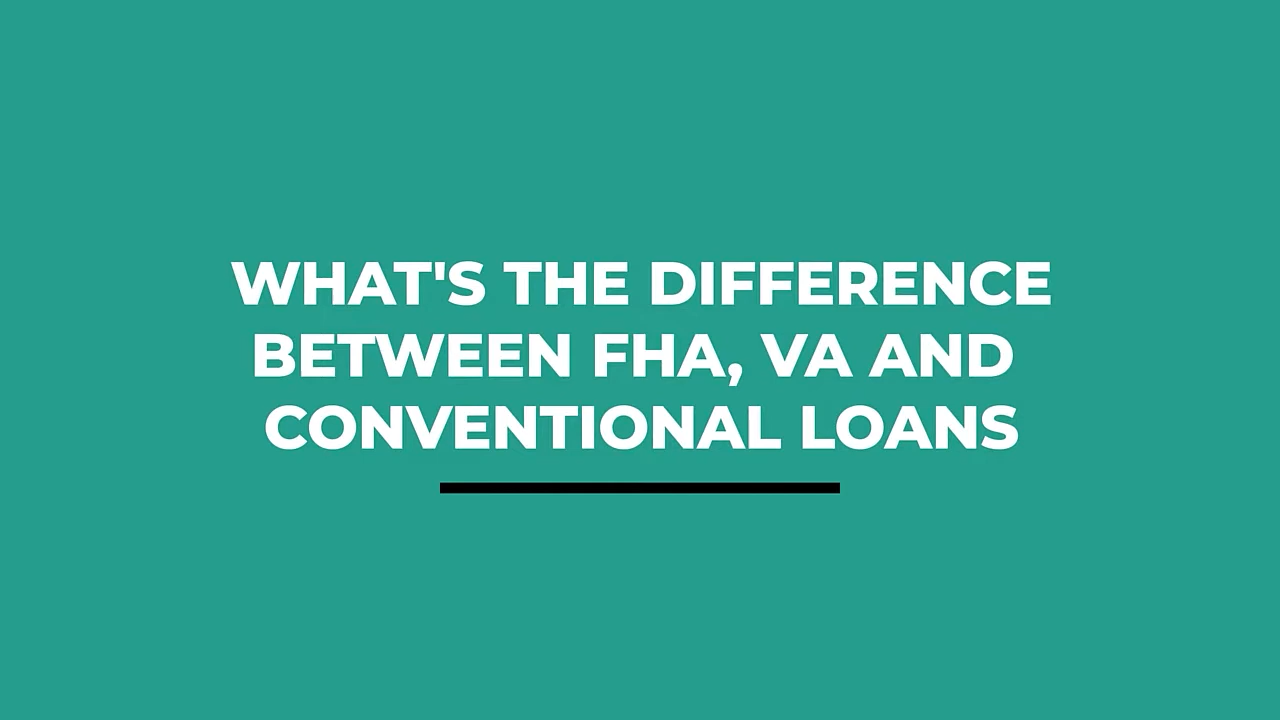 WHAT'S THE DIFFERENCE
BETWEEN FHA, VA AND
CONVENTIONAL LOANS